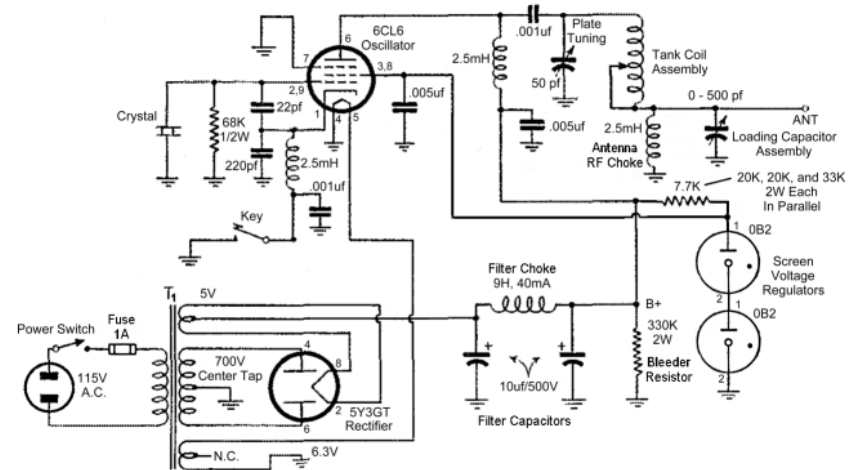 6CL6
Oscillator
6
7
2,9
3,8
1
4
5
Crystal
68K
1/2W
22pf
220pf
2.5mH
.001uf
Key
.005uf
2.5mH
.005uf
.001uf
Plate
Tuning
50 pf
Tank Coil
Assembly
0 - 500 pf
ANT
2.5mH
Antenna
RF Choke
Loading Capacitor
Assembly
7.7K
20K, 20K, and 33K
2W Each
In Parallel
1
0B2
Screen
Voltage
Regulators
2
1
0B2
2
T1
5V
Filter Choke
9H, 40mA
B+
330K
2W
Bleeder
Resistor
Power Switch
Fuse
1A
115V
A.C.
700V
Center Tap
4
8
2
6
5Y3GT
Rectifier
+
+
10uf/500V
Filter Capacitors
N.C.
6.3V